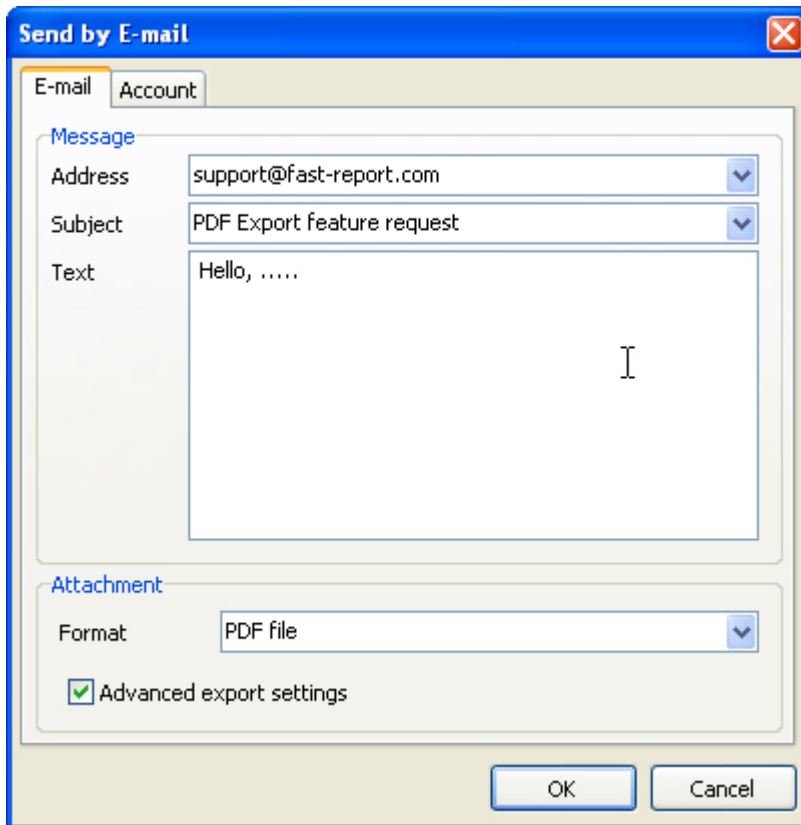 Send by E-mail
E-mail Account
Message
Address support@fast-report.com
Subject PDF Export feature request
Text Hello, .....
Attachment
Format PDF file
Advanced export settings
OK Cancel